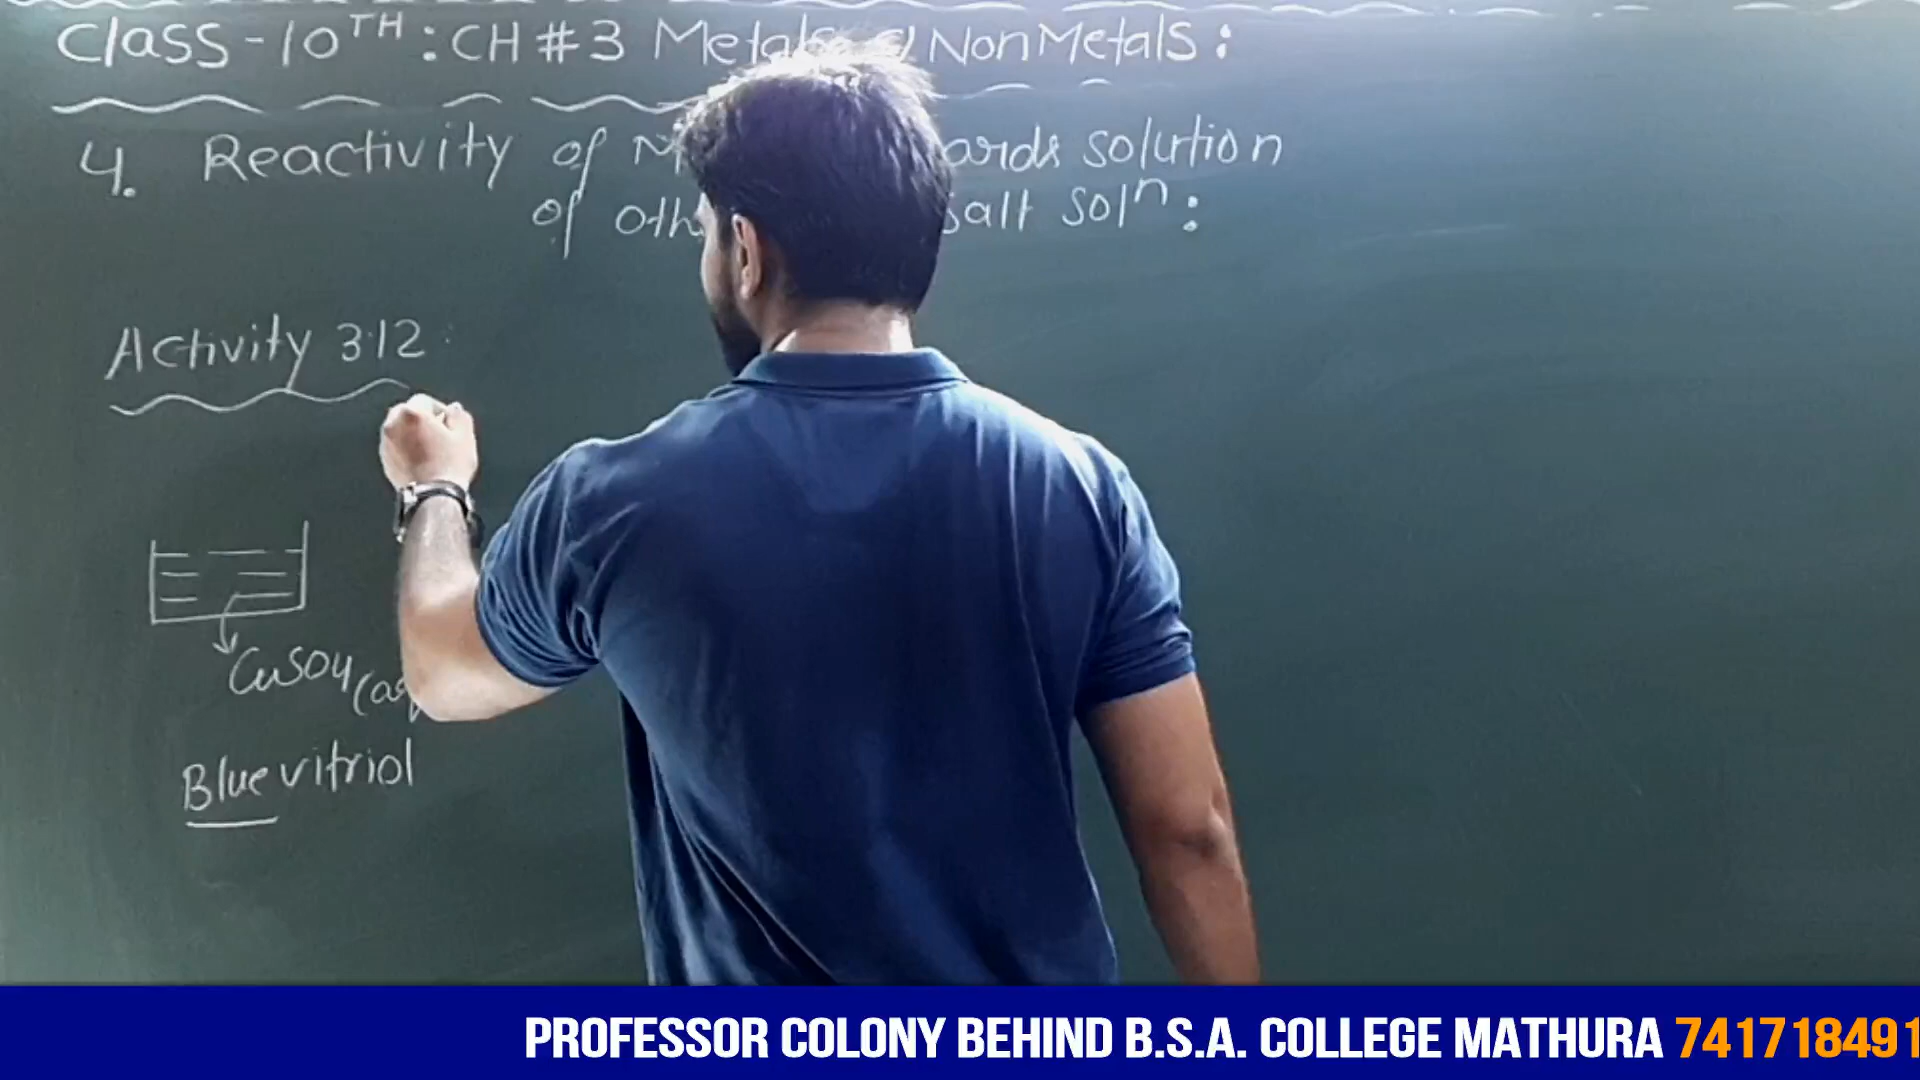 Class-10TH: CH #3 Metals & NonMetals:
4. Reactivity of M ards solution
of oth salt soln:
Activity 3.12
CuSO4(aq
Blue vitriol
PROFESSOR COLONY BEHIND B.S.A. COLLEGE MATHURA 741718491